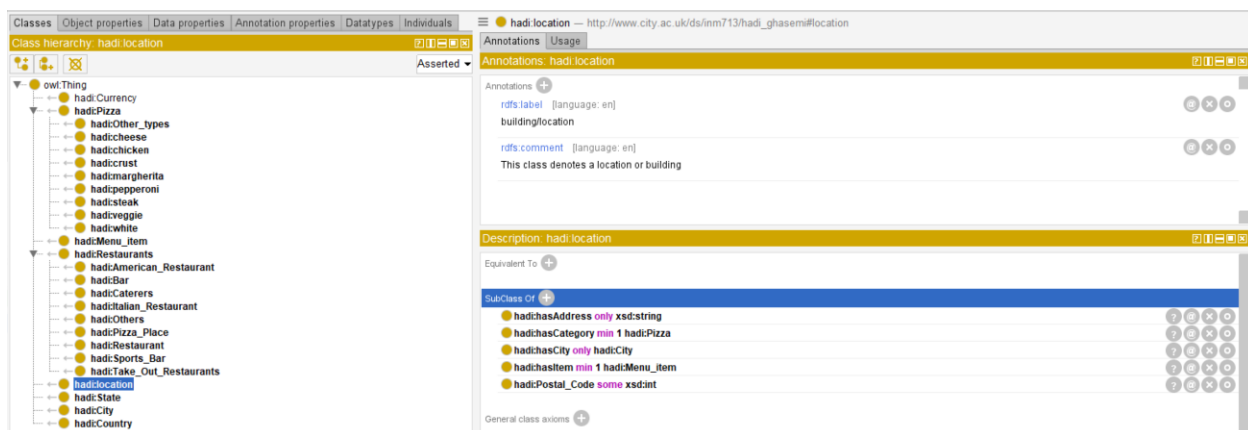 Classes Object properties Data properties Annotation properties Datatypes Individuals
Class hierarchy: hadi:location
Asserted
owl:Thing
hadi:Currency
hadi:Pizza
hadi:Other_types
hadi:cheese
hadi:chicken
hadi:crust
hadi:margherita
hadi:pepperoni
hadi:steak
hadi:veggie
hadi:white
hadi:Menu_item
hadi:Restaurants
hadi:American_Restaurant
hadi:Bar
hadi:Caterers
hadi:Italian_Restaurant
hadi:Others
hadi:Pizza_Place
hadi:Restaurant
hadi:Sports_Bar
hadi:Take_Out_Restaurants
hadi:location
hadi:State
hadi:City
hadi:Country
hadi:location — http://www.city.ac.uk/ds/inm713/hadi_ghasemi#location
Annotations Usage
Annotations: hadi:location
Annotations
rdfs:label [language: en]
building/location
rdfs:comment [language: en]
This class denotes a location or building
Description: hadi:location
Equivalent To
SubClass Of
hadi:hasAddress only xsd:string
hadi:hasCategory min 1 hadi:Pizza
hadi:hasCity only hadi:City
hadi:hasItem min 1 hadi:Menu_item
hadi:Postal_Code some xsd:int
General class axioms